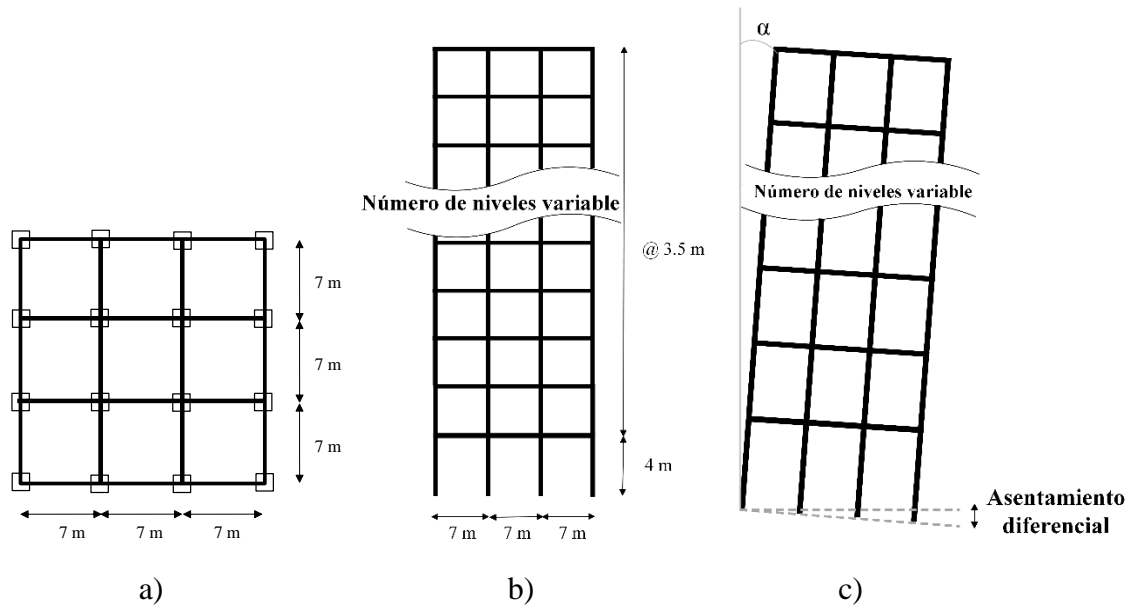 7 m
7 m
7 m
7 m
7 m
7 m
a)
Número de niveles variable
@ 3.5 m
4 m
7 m
7 m
7 m
b)
α
Número de niveles variable
Asentamiento
diferencial
c)